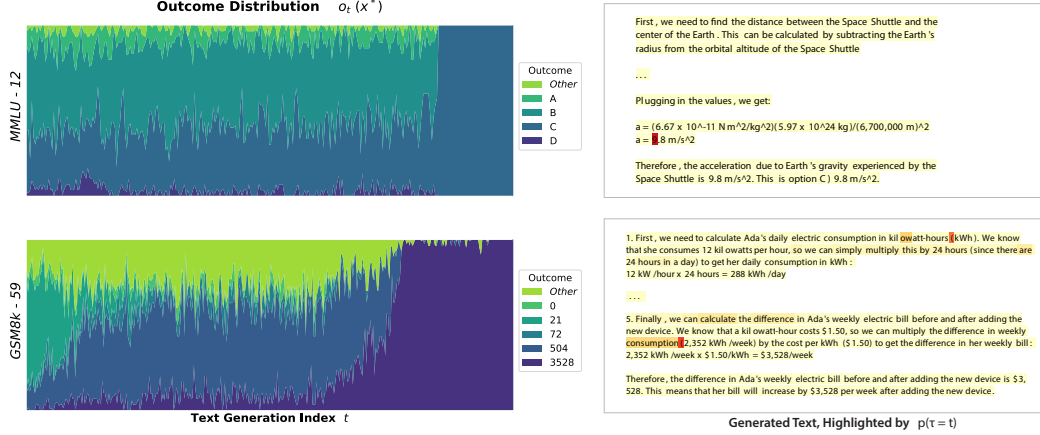 Outcome Distribution o_t (x*)
MMLU - 12
Outcome
Other
A
B
C
D
First, we need to find the distance between the Space Shuttle and the
center of the Earth. This can be calculated by subtracting the Earth's
radius from the orbital altitude of the Space Shuttle
...
Plugging in the values, we get:
a = (6.67 x 10^-11 N m^2/kg^2)(5.97 x 10^24 kg)/(6,700,000 m)^2
a = 9.8 m/s^2
Therefore, the acceleration due to Earth's gravity experienced by the
Space Shuttle is 9.8 m/s^2. This is option C) 9.8 m/s^2.
GSM8k - 59
Outcome
Other
0
21
72
504
3528
Text Generation Index t
1. First, we need to calculate Ada's daily electric consumption in kilowatt-hours (kWh). We know
that she consumes 12 kilowatts per hour, so we can simply multiply this by 24 hours (since there are
24 hours in a day) to get her daily consumption in kWh:
12 kW/hour x 24 hours = 288 kWh/day
...
5. Finally, we can calculate the difference in Ada's weekly electric bill before and after adding the
new device. We know that a kilowatt-hour costs $1.50, so we can multiply the difference in weekly
consumption (2,352 kWh/week) by the cost per kWh ($1.50) to get the difference in her weekly bill:
2,352 kWh/week x $1.50/kWh = $3,528/week
Therefore, the difference in Ada's weekly electric bill before and after adding the new device is $3,
528. This means that her bill will increase by $3,528 per week after adding the new device.
Generated Text, Highlighted by p(τ = t)